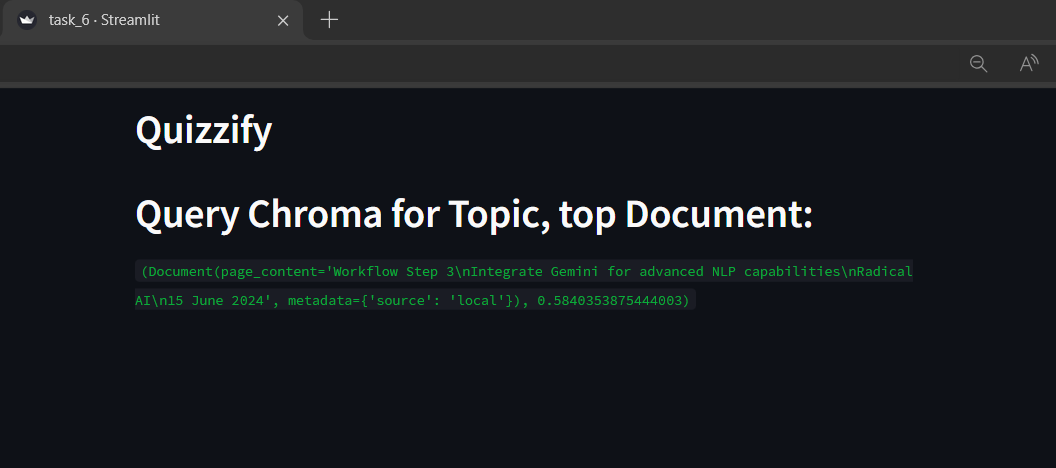 task_6 · Streamlit
A
Quizzify
Query Chroma for Topic, top Document:
(Document(page_content='Workflow Step 3\nIntegrate Gemini for advanced NLP capabilities\nRadical
AI\n15 June 2024', metadata={'source': 'local'}), 0.5840353875444003)